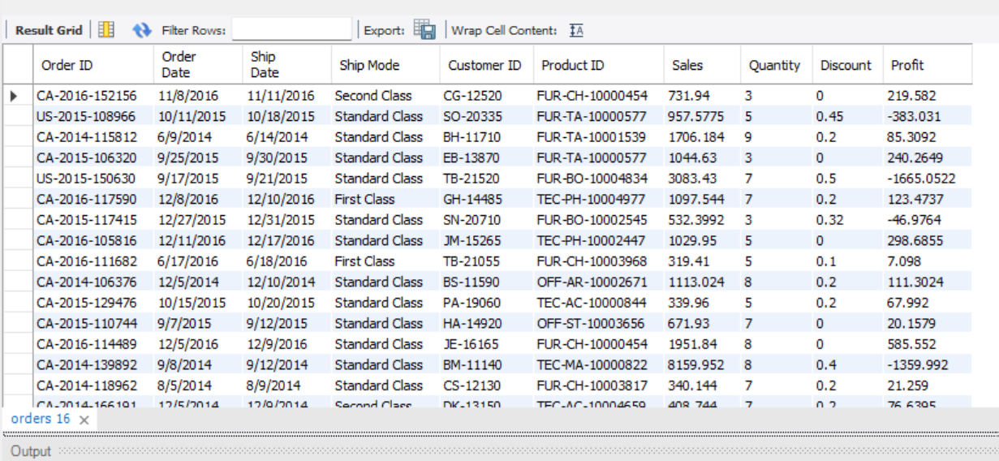 Result Grid Filter Rows: Export: Wrap Cell Content:
Order ID Order Date Ship Date Ship Mode Customer ID Product ID Sales Quantity Discount Profit
CA-2016-152156 11/8/2016 11/11/2016 Second Class CG-12520 FUR-CH-10000454 731.94 3 0 219.582
US-2015-108966 10/11/2015 10/18/2015 Standard Class SO-20335 FUR-TA-10000577 957.5775 5 0.45 -383.031
CA-2014-115812 6/9/2014 6/14/2014 Standard Class BH-11710 FUR-TA-10001539 1706.184 9 0.2 85.3092
CA-2015-106320 9/25/2015 9/30/2015 Standard Class EB-13870 FUR-TA-10000577 1044.63 3 0 240.2649
US-2015-150630 9/17/2015 9/21/2015 Standard Class TB-21520 FUR-BO-10004834 3083.43 7 0.5 -1665.0522
CA-2016-117590 12/8/2016 12/10/2016 First Class GH-14485 TEC-PH-10004977 1097.544 7 0.2 123.4737
CA-2015-117415 12/27/2015 12/31/2015 Standard Class SN-20710 FUR-BO-10002545 532.3992 3 0.32 -46.9764
CA-2016-105816 12/11/2016 12/17/2016 Standard Class JM-15265 TEC-PH-10002447 1029.95 5 0 298.6855
CA-2016-111682 6/17/2016 6/18/2016 First Class TB-21055 FUR-CH-10003968 319.41 5 0.1 7.098
CA-2014-106376 12/5/2014 12/10/2014 Standard Class BS-11590 OFF-AR-10002671 1113.024 8 0.2 111.3024
CA-2015-129476 10/15/2015 10/20/2015 Standard Class PA-19060 TEC-AC-10000844 339.96 5 0.2 67.992
CA-2015-110744 9/7/2015 9/12/2015 Standard Class HA-14920 OFF-ST-10003656 671.93 7 0 20.1579
CA-2016-114489 12/5/2016 12/9/2016 Standard Class JE-16165 FUR-CH-10000454 1951.84 8 0 585.552
CA-2014-139892 9/8/2014 9/12/2014 Standard Class BM-11140 TEC-MA-10000822 8159.952 8 0.4 -1359.992
CA-2014-118962 8/5/2014 8/9/2014 Standard Class CS-12130 FUR-CH-10003817 340.144 7 0.2 21.259
CA-2014-166191 12/5/2014 12/9/2014 Second Class DK-13150 TEC-AC-10004659 408.744 7 0.2 76.6395
orders 16
Output